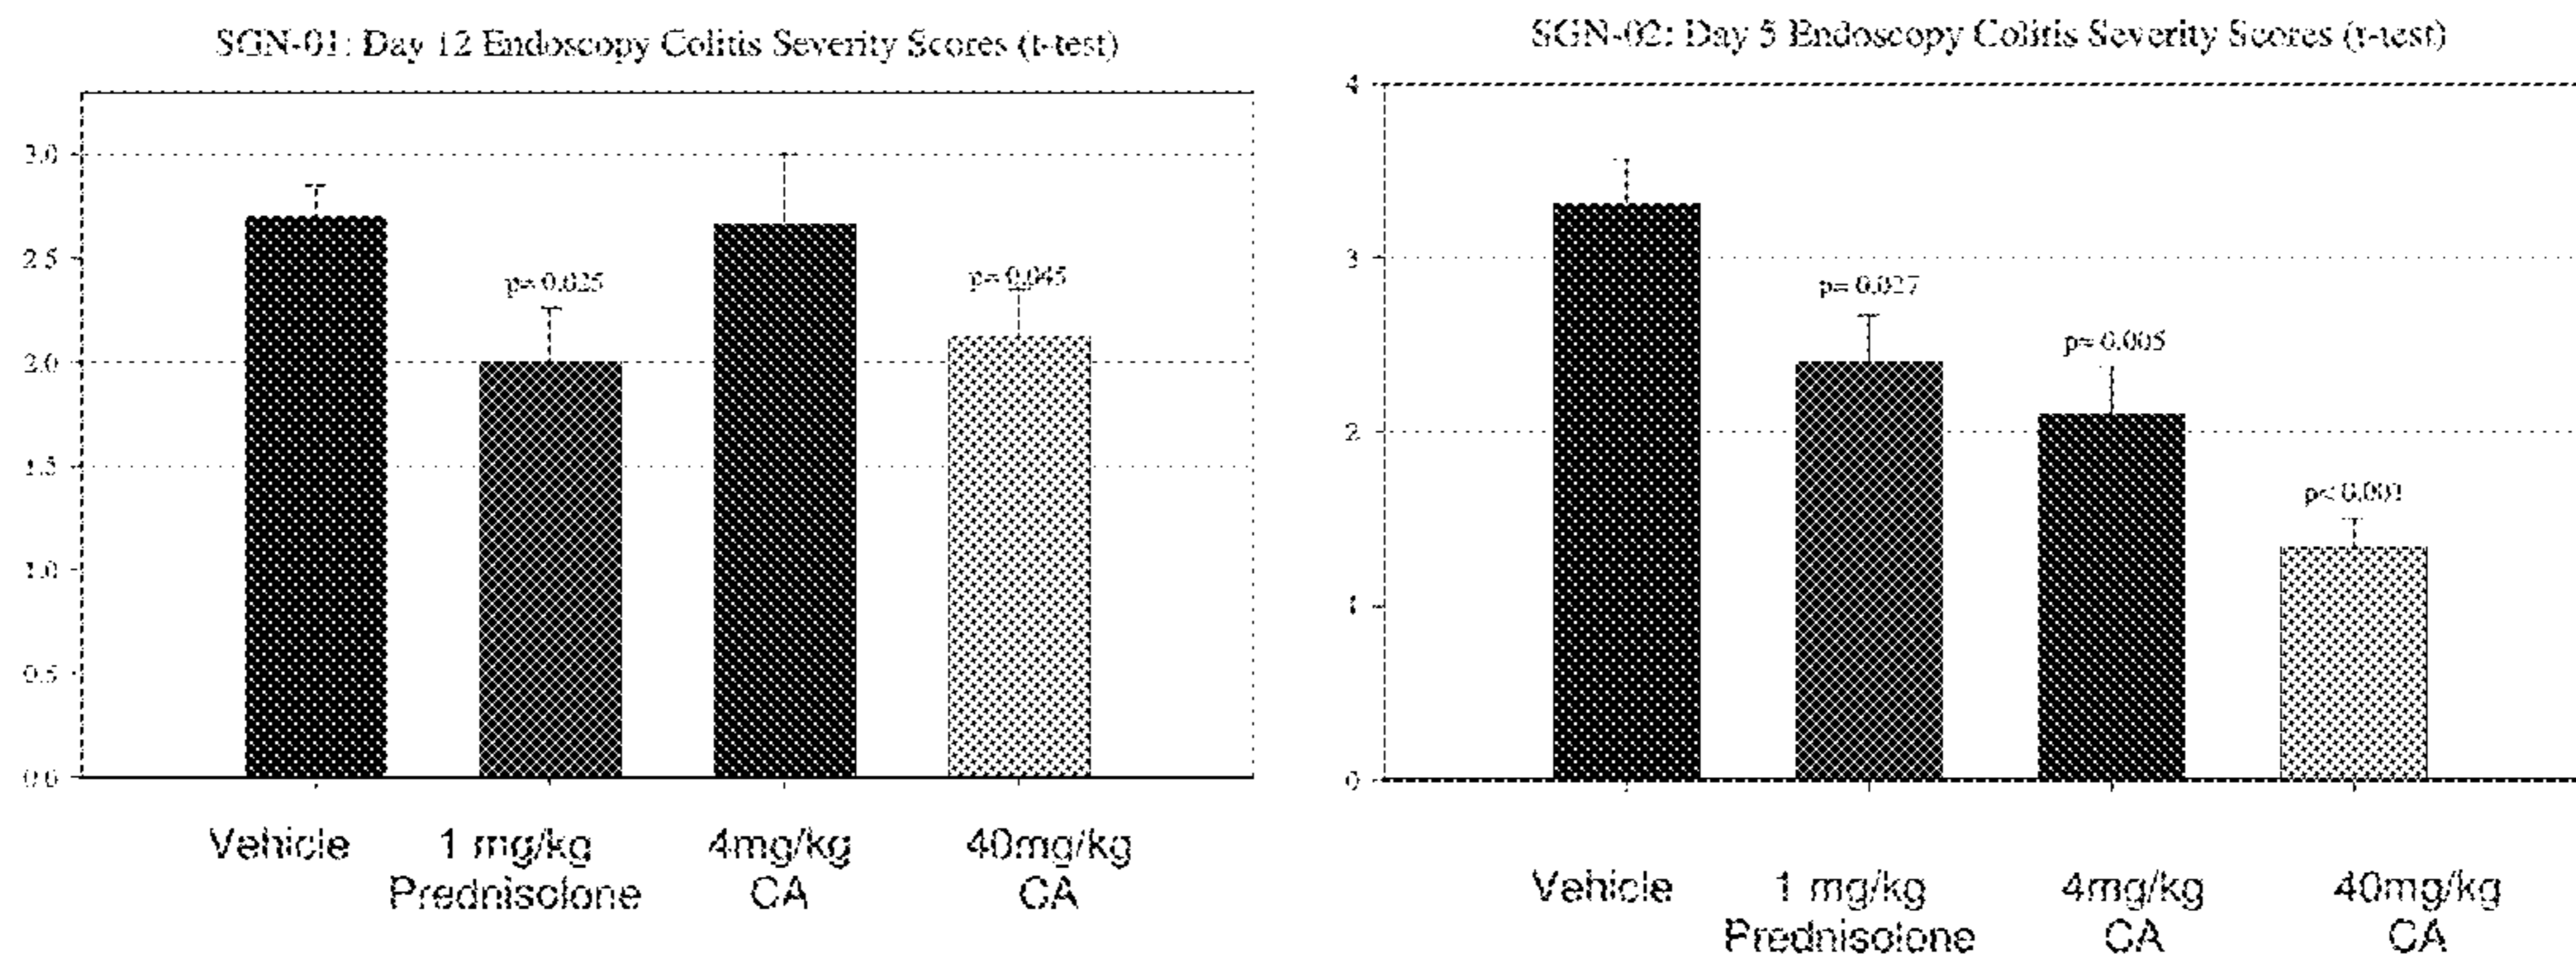 SGN-01: Day 12 Endoscopy Colitis Severity Scores (t-test)
3.0
2.5
2.0
1.5
1.0
0.5
0.0
p= 0.025
p= 0.045
Vehicle
1 mg/kg
Prednisolone
4mg/kg
CA
40mg/kg
CA
SGN-02: Day 5 Endoscopy Colitis Severity Scores (t-test)
4
3
2
1
0
p= 0.027
p= 0.005
p< 0.001
Vehicle
1 mg/kg
Prednisolone
4mg/kg
CA
40mg/kg
CA